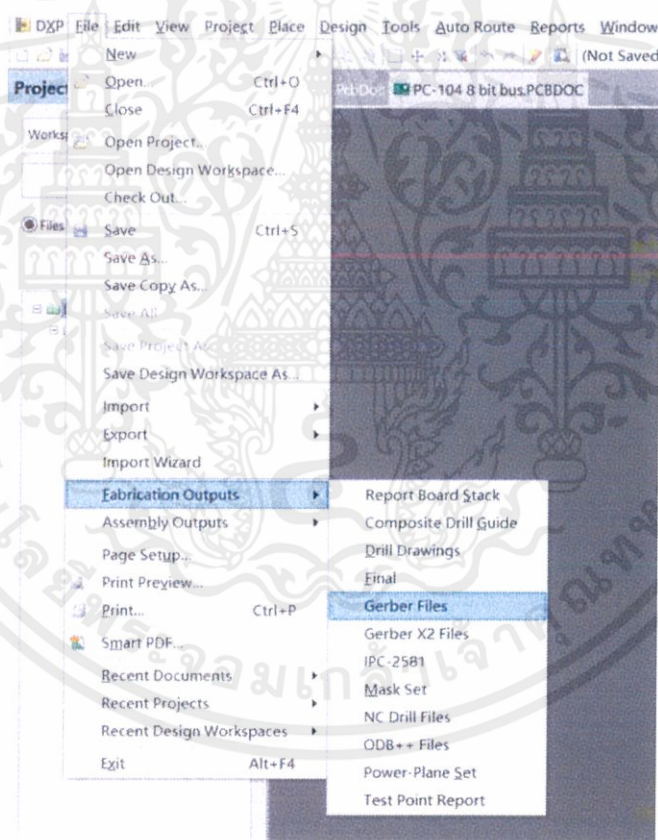 DXP File Edit View Project Place Design Tools Auto Route Reports Window
(Not Saved
Project
PcbDoc PC-104 8 bit bus.PCBDOC
New
Open... Ctrl+O
Close Ctrl+F4
Open Project...
Open Design Workspace...
Check Out...
Files
Save Ctrl+S
Save As...
Save Copy As...
Save All
Save Project As
Save Design Workspace As...
Import
Export
Import Wizard
Fabrication Outputs
Assembly Outputs
Page Setup...
Print Preview...
Print... Ctrl+P
Smart PDF...
Recent Documents
Recent Projects
Recent Design Workspaces
Exit Alt+F4
Report Board Stack
Composite Drill Guide
Drill Drawings
Final
Gerber Files
Gerber X2 Files
IPC-2581
Mask Set
NC Drill Files
ODB++ Files
Power-Plane Set
Test Point Report